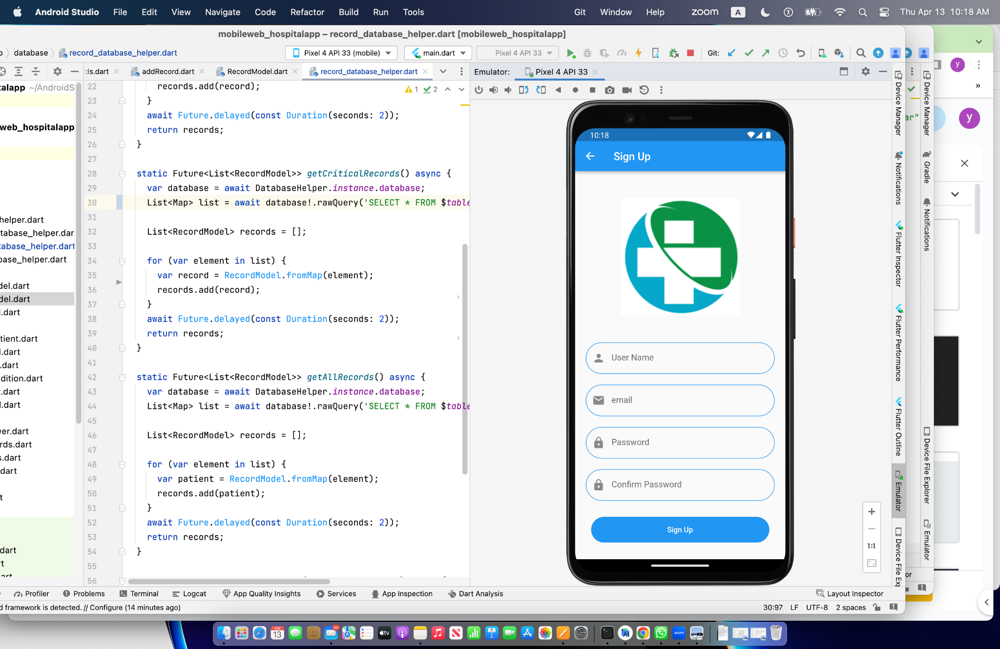 Android Studio File Edit View Navigate Code Refactor Build Run Tools Git Window Help zoom A Thu Apr 13 10:18 AM
mobileweb_hospitalapp – record_database_helper.dart [mobileweb_hospitalapp]
database record_database_helper.dart Pixel 4 API 33 (mobile) main.dart Pixel 4 API 33 Git:
ds.dart addRecord.dart RecordModel.dart record_database_helper.dart Emulator: Pixel 4 API 33
talapp ~/AndroidS
web_hospitalapp
helper.dart
tabase_helper.dar
tabase_helper.dart
base_helper.dart
del.dart
del.dart
l.dart
tient.dart
l.dart
.dart
dition.dart
t.dart
l.dart
ver.dart
rds.dart
s.dart
dart
t
dart
rt
1 2
22 records.add(record);
23 }
24 await Future.delayed(const Duration(seconds: 2));
25 return records;
26 }
27
28 static Future<List<RecordModel>> getCriticalRecords() async {
29 var database = await DatabaseHelper.instance.database;
30 List<Map> list = await database!.rawQuery('SELECT * FROM $table
31
32 List<RecordModel> records = [];
33
34 for (var element in list) {
35 var record = RecordModel.fromMap(element);
36 records.add(record);
37 }
38 await Future.delayed(const Duration(seconds: 2));
39 return records;
40 }
41
42 static Future<List<RecordModel>> getAllRecords() async {
43 var database = await DatabaseHelper.instance.database;
44 List<Map> list = await database!.rawQuery('SELECT * FROM $table
45
46 List<RecordModel> records = [];
47
48 for (var element in list) {
49 var patient = RecordModel.fromMap(element);
50 records.add(patient);
51 }
52 await Future.delayed(const Duration(seconds: 2));
53 return records;
54 }
55
56
10:18
Sign Up
User Name
email
Password
Confirm Password
Sign Up
1:1
Device Manager
Notifications
Flutter Inspector
Flutter Performance
Flutter Outline
Emulator
Device File Ex
Device Manager
Gradle
Notifications
Device File Explorer
Emulator
ar"
or
y
y
Profiler Problems Terminal Logcat App Quality Insights Services App Inspection Dart Analysis Layout Inspector
d framework is detected. // Configure (14 minutes ago) 30:97 LF UTF-8 2 spaces
APR
13
100
tv
zoom